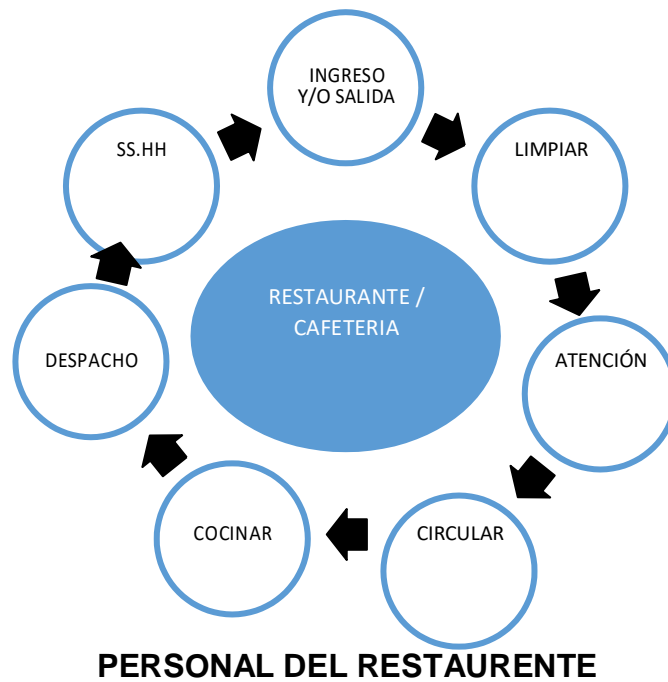 INGRESO
Y/O SALIDA
LIMPIAR
ATENCIÓN
CIRCULAR
COCINAR
DESPACHO
SS.HH
RESTAURANTE /
CAFETERIA
PERSONAL DEL RESTAURENTE